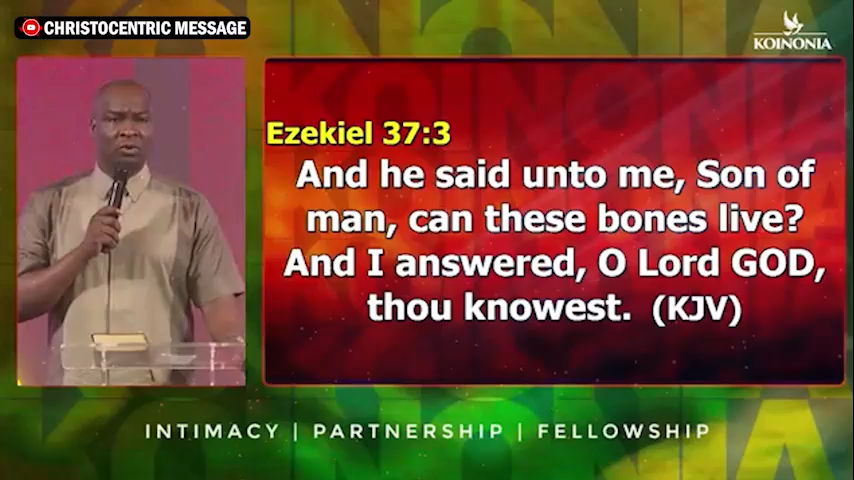 CHRISTOCENTRIC MESSAGE
KOINONIA
KOINONIA
Ezekiel 37:3
And he said unto me, Son of
man, can these bones live?
And I answered, O Lord GOD,
thou knowest. (KJV)
INTIMACY | PARTNERSHIP | FELLOWSHIP